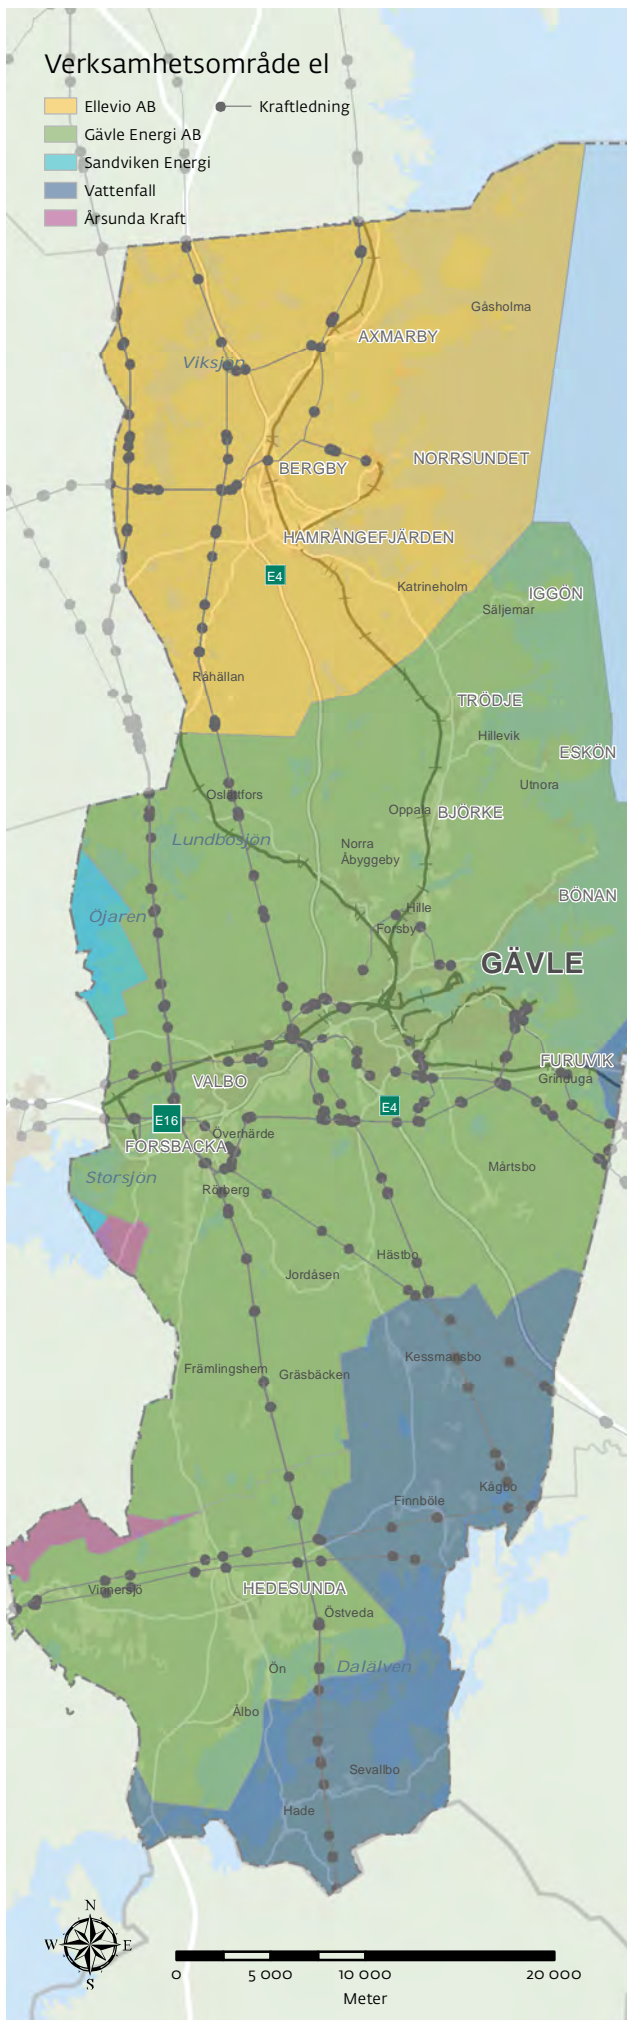 Verksamhetsområde el
Ellevio AB
Kraftledning
Gävle Energi AB
Sandviken Energi
Vattenfall
Årsunda Kraft
Gåsholma
AXMARBY
Viksjön
NORRSUNDET
BERGBY
HAMRÅNGEFJÄRDEN
E4
Katrineholm
IGGÖN
Säljemar
Råhällan
TRÖDJE
Hillevik
ESKÖN
Utnora
Oslättfors
Oppala
BJÖRKE
Lundbosjön
Norra
Åbyggeby
BÖNAN
Hille
Öjaren
Forsby
GÄVLE
FURUVIK
VALBO
Grinduga
E4
E16
Överhärde
FORSBACKA
Mårtsbo
Storsjön
Rörberg
Hästbo
Jordåsen
Kessmansbo
Främlingshem
Gräsbäcken
Kågbo
Finnböle
Vinnersjö
HEDESUNDA
Östveda
Ön
Dalälven
Ålbo
Sevallbo
Hade
N
W
E
S
0
5 000
10 000
20 000
Meter